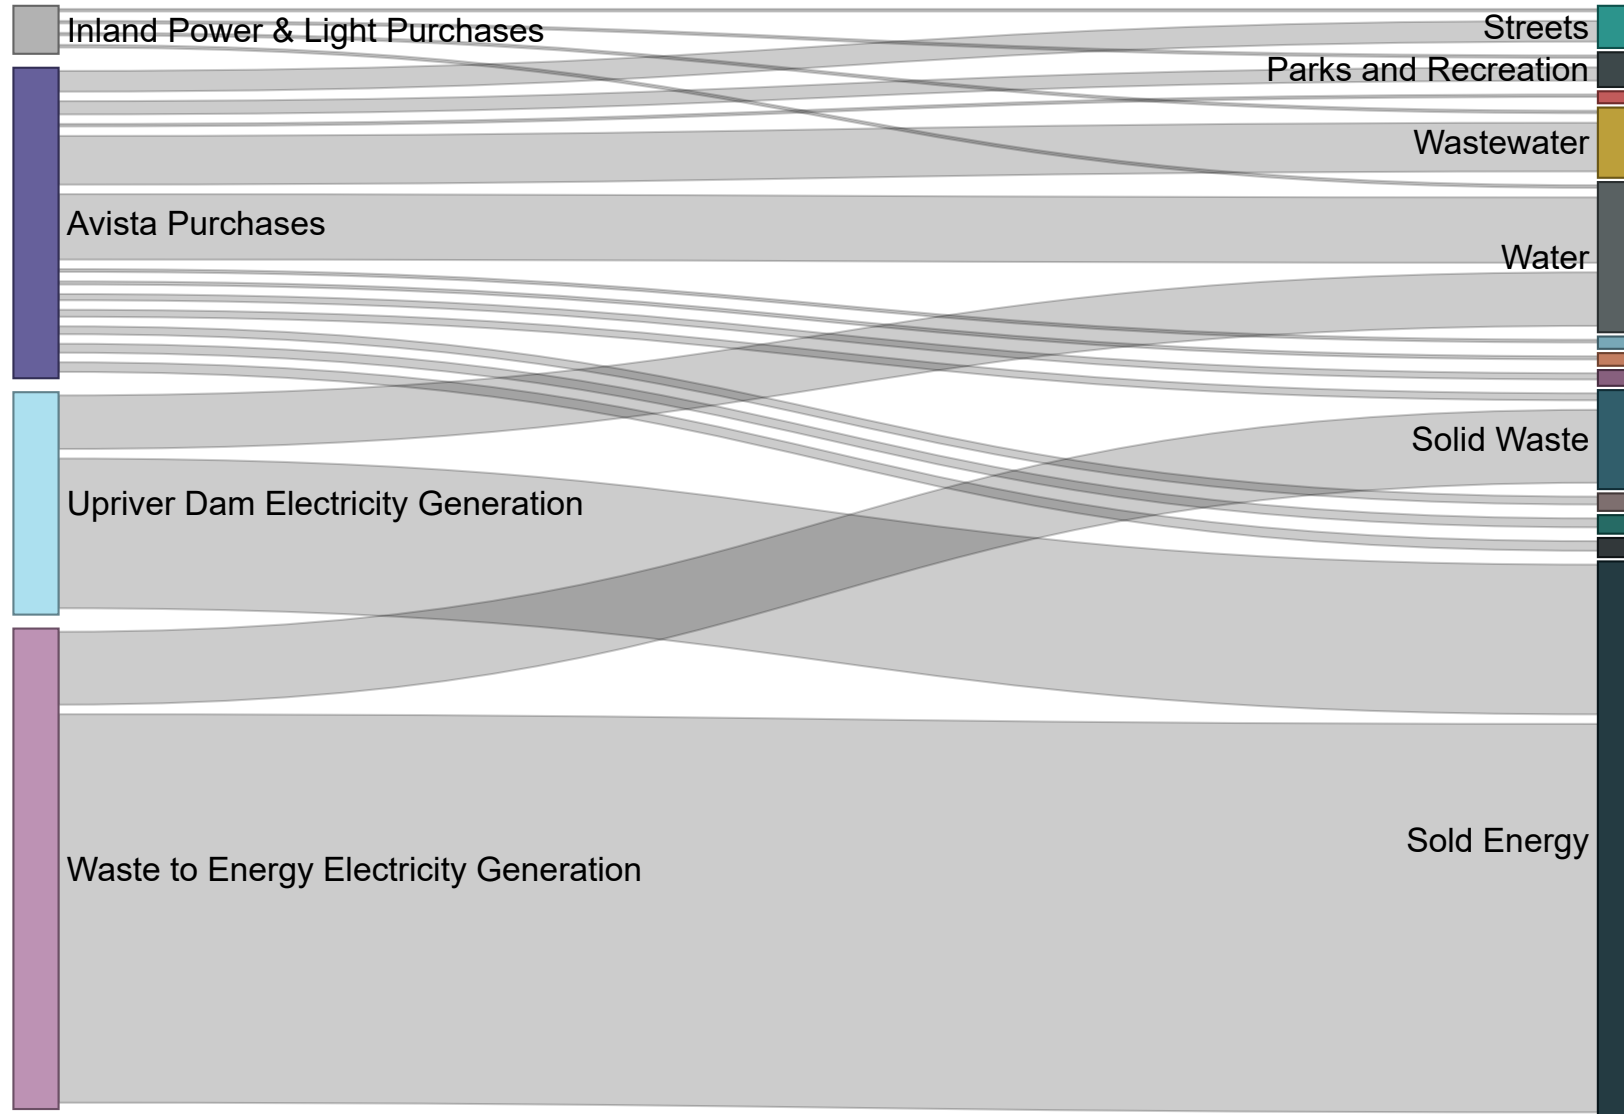 Inland Power & Light Purchases
Streets
Parks and Recreation
Wastewater
Avista Purchases
Water
Solid Waste
Upriver Dam Electricity Generation
Sold Energy
Waste to Energy Electricity Generation